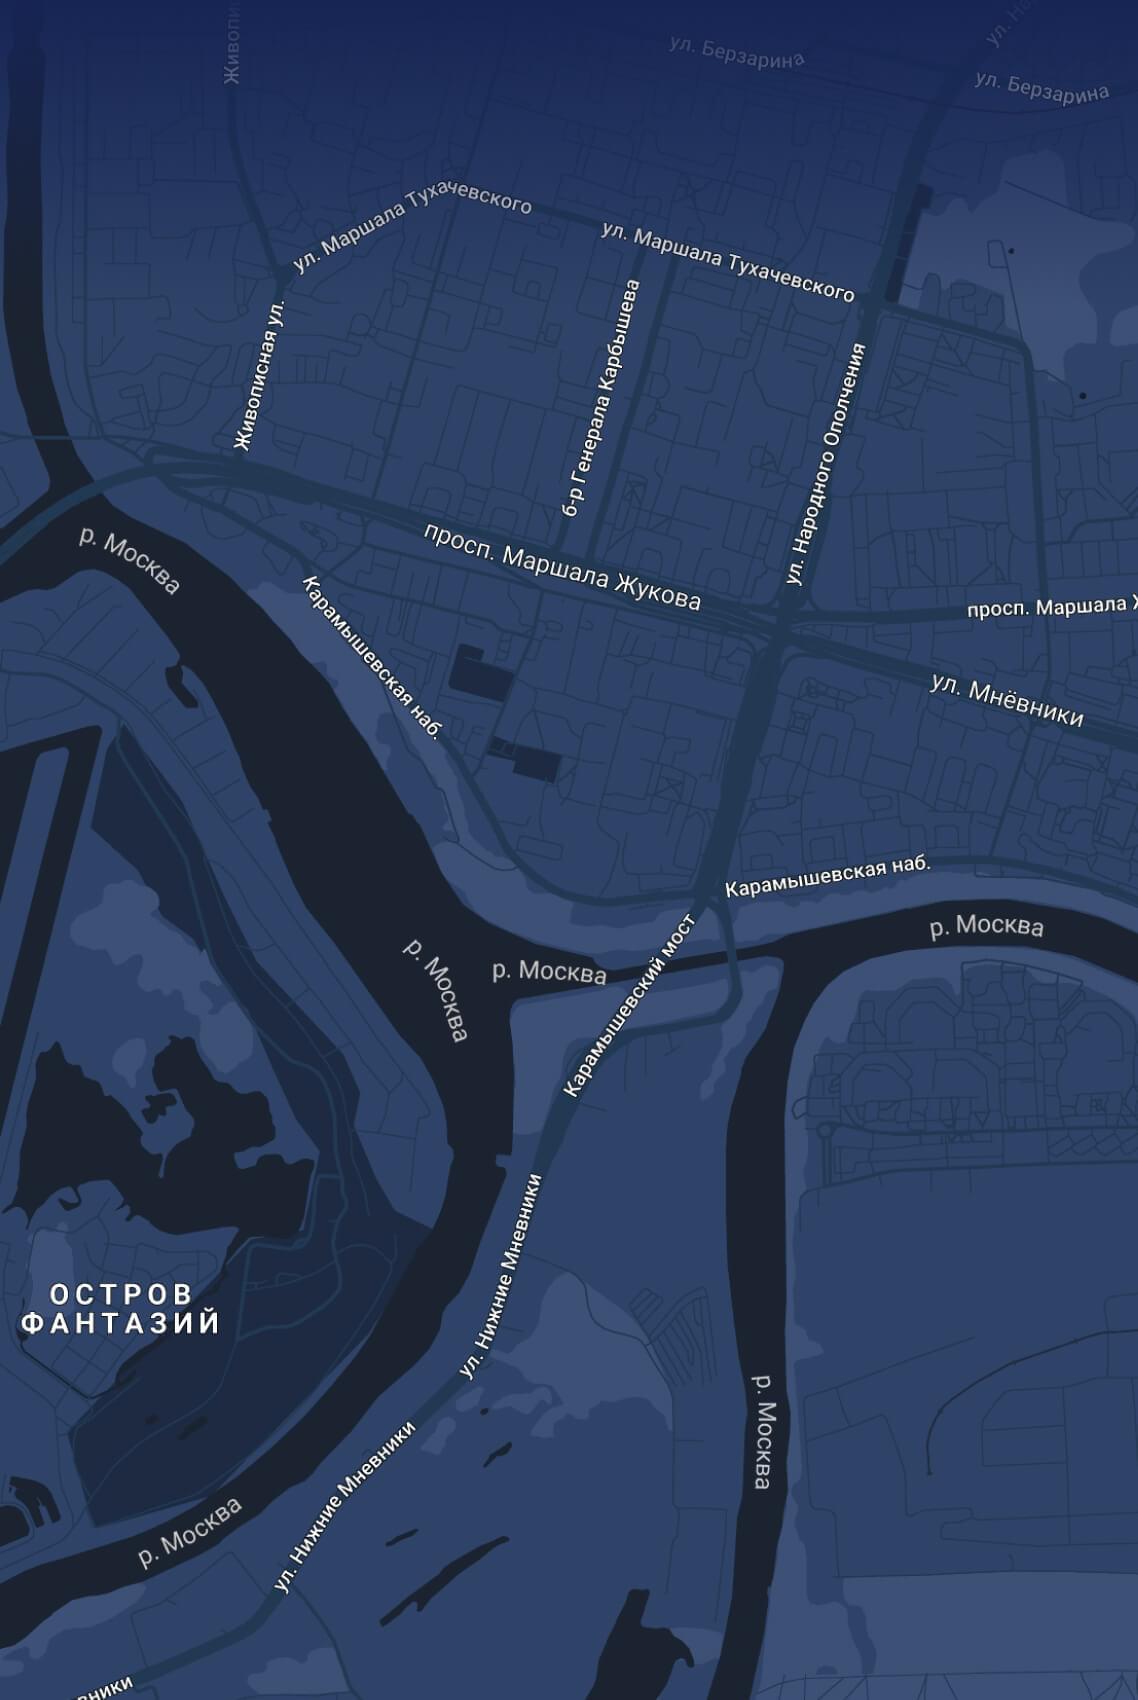 ул. Берзарина
ул. Берзарина
ул. Маршала Тухачевского
ул. Маршала Тухачевского
Живописная ул.
б-р Генерала Карбышева
ул. Народного Ополчения
р. Москва
просп. Маршала Жукова
просп. Маршала
Карамышевская наб.
ул. Мнёвники
Карамышевская наб.
р. Москва
р. Москва
р. Москва
Карамышевский мост
ул. Нижние Мневники
ОСТРОВ
ФАНТАЗИЙ
р. Москва
ул. Нижние Мневники
р. Москва